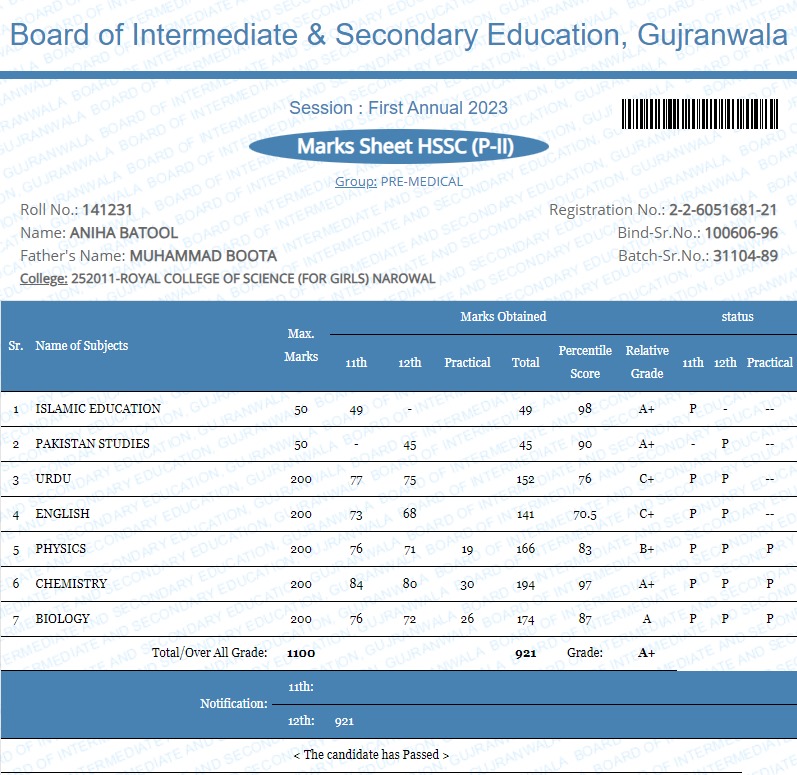 Board of Intermediate & Secondary Education, Gujranwala
Session : First Annual 2023
Marks Sheet HSSC (P-II)
Group: PRE-MEDICAL
Roll No.: 141231 Registration No.: 2-2-6051681-21
Name: ANIHA BATOOL Bind-Sr.No.: 100606-96
Father's Name: MUHAMMAD BOOTA Batch-Sr.No.: 31104-89
College: 252011-ROYAL COLLEGE OF SCIENCE (FOR GIRLS) NAROWAL
Sr. Name of Subjects Max. Marks Marks Obtained status
11th 12th Practical Total Percentile Score Relative Grade 11th 12th Practical
1 ISLAMIC EDUCATION 50 49 - 49 98 A+ P - --
2 PAKISTAN STUDIES 50 - 45 45 90 A+ - P --
3 URDU 200 77 75 152 76 C+ P P --
4 ENGLISH 200 73 68 141 70.5 C+ P P --
5 PHYSICS 200 76 71 19 166 83 B+ P P P
6 CHEMISTRY 200 84 80 30 194 97 A+ P P P
7 BIOLOGY 200 76 72 26 174 87 A P P P
Total/Over All Grade: 1100 921 Grade: A+
Notification: 11th:
12th: 921
< The candidate has Passed >